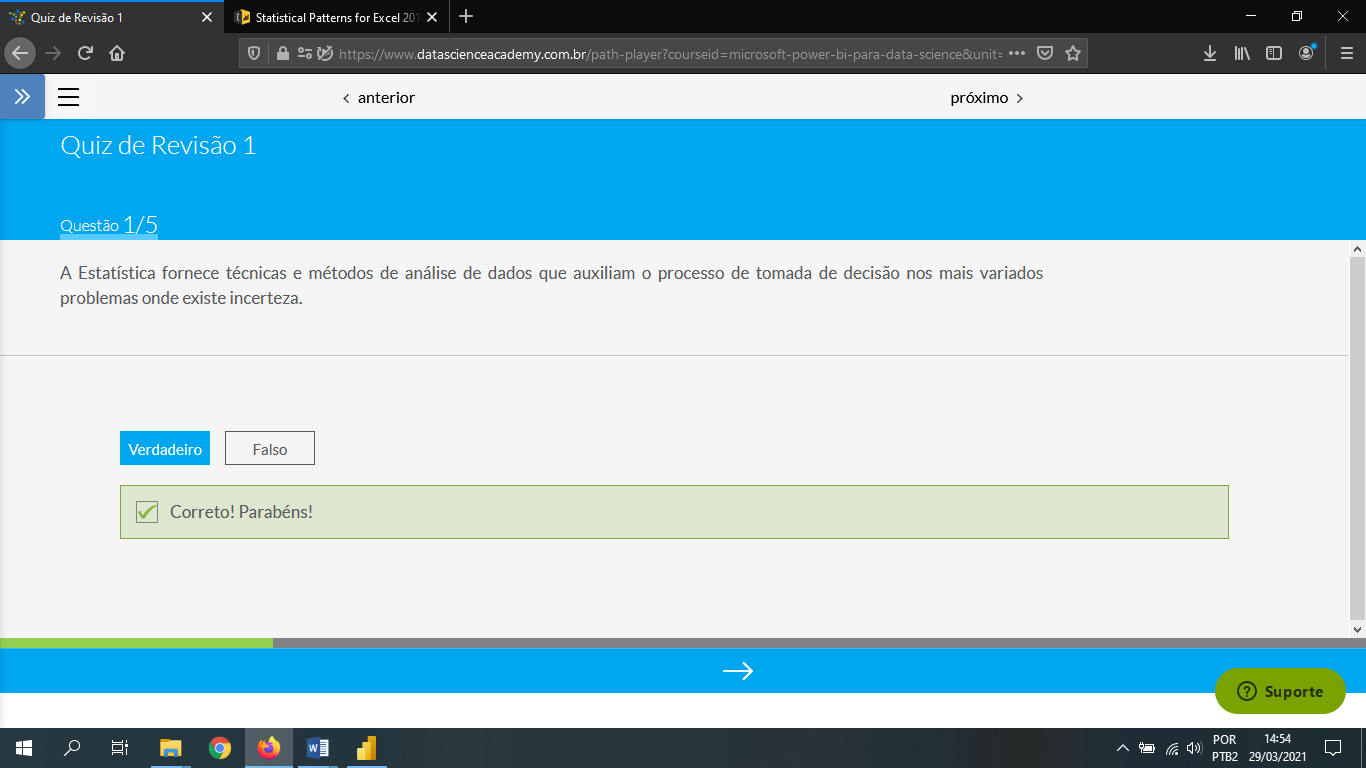 Quiz de Revisão 1
Statistical Patterns for Excel 201
https://www.datascienceacademy.com.br/path-player?courseid=microsoft-power-bi-para-data-science&unit=
anterior
próximo
Quiz de Revisão 1
Questão 1/5
A Estatística fornece técnicas e métodos de análise de dados que auxiliam o processo de tomada de decisão nos mais variados
problemas onde existe incerteza.
Verdadeiro
Falso
Correto! Parabéns!
Suporte
POR
PTB2
14:54
29/03/2021